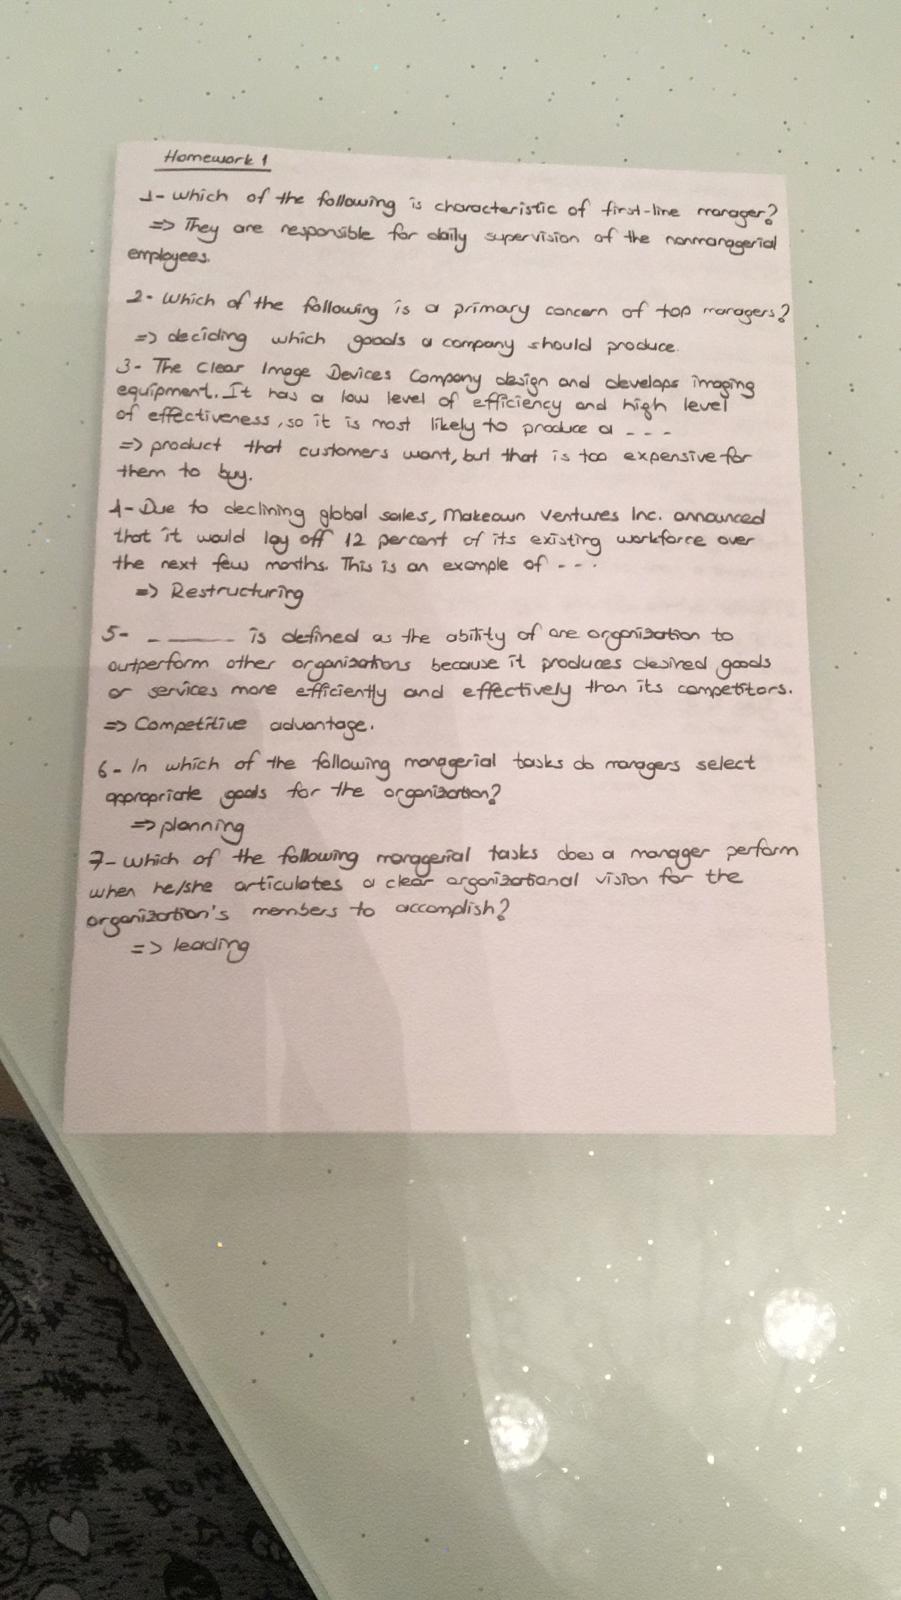 Homework 1
1- Which of the following is characteristic of first-line manager?
=> They are responsible for daily supervision of the nonmanagerial
employees.
2- Which of the following is a primary concern of top managers?
=> deciding which goods a company should produce.
3- The Clear Image Devices Company design and develops imaging
equipment. It has a low level of efficiency and high level
of effectiveness, so it is most likely to produce a ---
=> product that customers want, but that is too expensive for
them to buy.
4- Due to declining global sales, Makeown Ventures Inc. announced
that it would lay off 12 percent of its existing workforce over
the next few months. This is an example of ---
=> Restructuring
5- ______ is defined as the ability of one organization to
outperform other organizations because it produces desired goods
or services more efficiently and effectively than its competitors.
=> Competitive advantage.
6- In which of the following managerial tasks do managers select
appropriate goals for the organization?
=> planning
7- Which of the following managgerial tasks does a manager perform
when he/she articulates a clear organizational vision for the
organization's members to accomplish?
=> leading